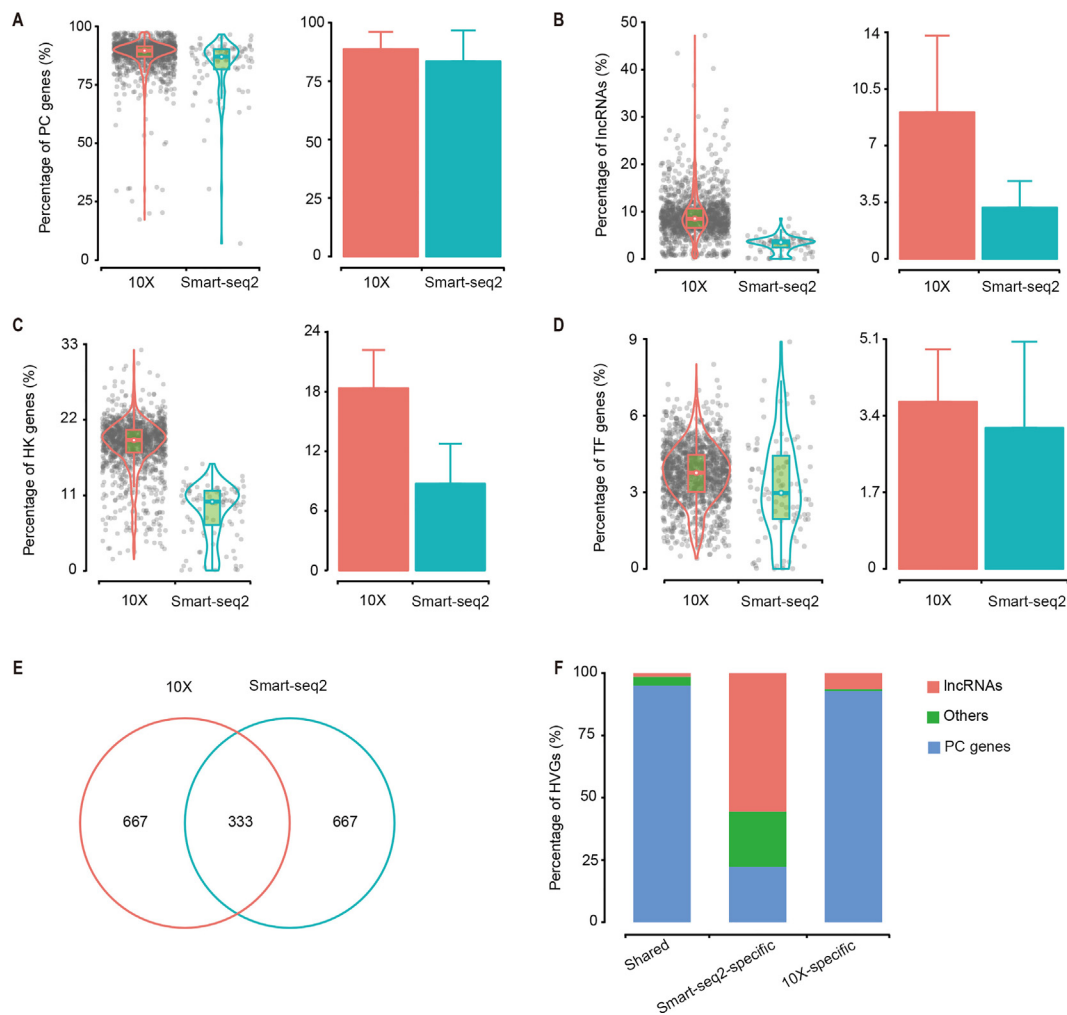 A
Percentage of PC genes (%)
100
75
50
25
0
10X
Smart-seq2
100
75
50
25
0
10X
Smart-seq2
B
Percentage of lncRNAs (%)
50
40
30
20
10
0
10X
Smart-seq2
14
10.5
7
3.5
0
10X
Smart-seq2
C
Percentage of HK genes (%)
33
22
11
0
10X
Smart-seq2
24
18
12
6
0
10X
Smart-seq2
D
Percentage of TF genes (%)
9
6
3
0
10X
Smart-seq2
5.1
3.4
1.7
0
10X
Smart-seq2
E
10X
Smart-seq2
667
333
667
F
Percentage of HVGs (%)
100
75
50
25
0
Shared
Smart-seq2-specific
10X-specific
lncRNAs
Others
PC genes